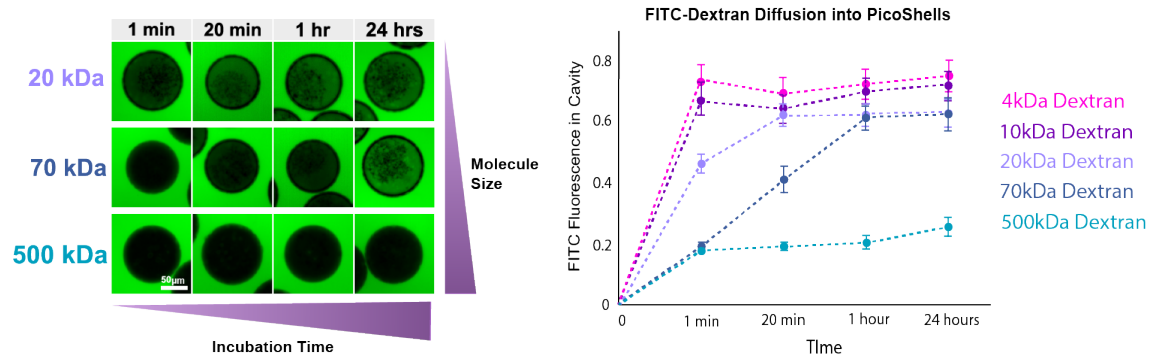 1 min 20 min 1 hr 24 hrs
20 kDa
70 kDa
500 kDa
50µm
Molecule
Size
Incubation Time
FITC-Dextran Diffusion into PicoShells
FITC Fluorescence in Cavity
0.8
0.6
0.4
0.2
0
0 1 min 20 min 1 hour 24 hours
TIme
4kDa Dextran
10kDa Dextran
20kDa Dextran
70kDa Dextran
500kDa Dextran